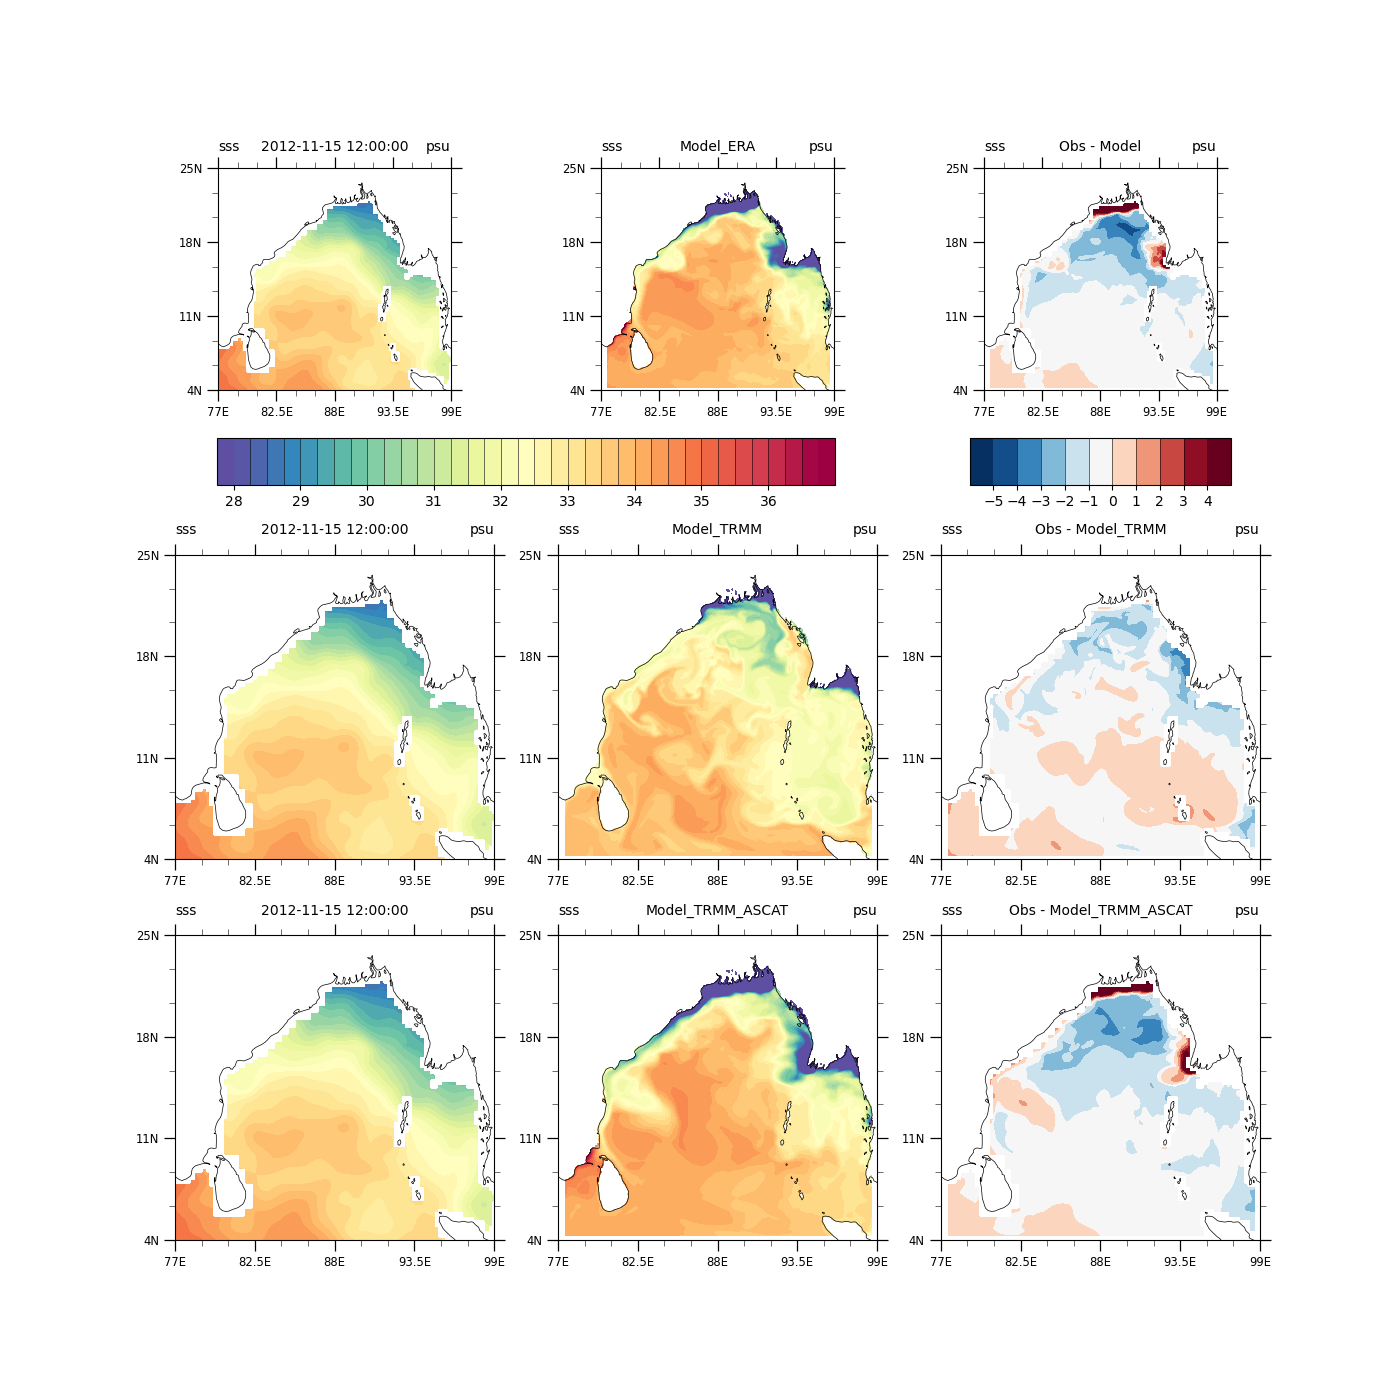 sss 2012-11-15 12:00:00 psu sss Model_ERA psu sss Obs - Model psu
25N 25N 25N
18N 18N 18N
11N 11N 11N
4N 4N 4N
77E 82.5E 88E 93.5E 99E 77E 82.5E 88E 93.5E 99E 77E 82.5E 88E 93.5E 99E
28 29 30 31 32 33 34 35 36 −5 −4 −3 −2 −1 0 1 2 3 4
sss 2012-11-15 12:00:00 psu sss Model_TRMM psu sss Obs - Model_TRMM psu
25N 25N 25N
18N 18N 18N
11N 11N 11N
4N 4N 4N
77E 82.5E 88E 93.5E 99E 77E 82.5E 88E 93.5E 99E 77E 82.5E 88E 93.5E 99E
sss 2012-11-15 12:00:00 psu sss Model_TRMM_ASCAT psu sss Obs - Model_TRMM_ASCAT psu
25N 25N 25N
18N 18N 18N
11N 11N 11N
4N 4N 4N
77E 82.5E 88E 93.5E 99E 77E 82.5E 88E 93.5E 99E 77E 82.5E 88E 93.5E 99E